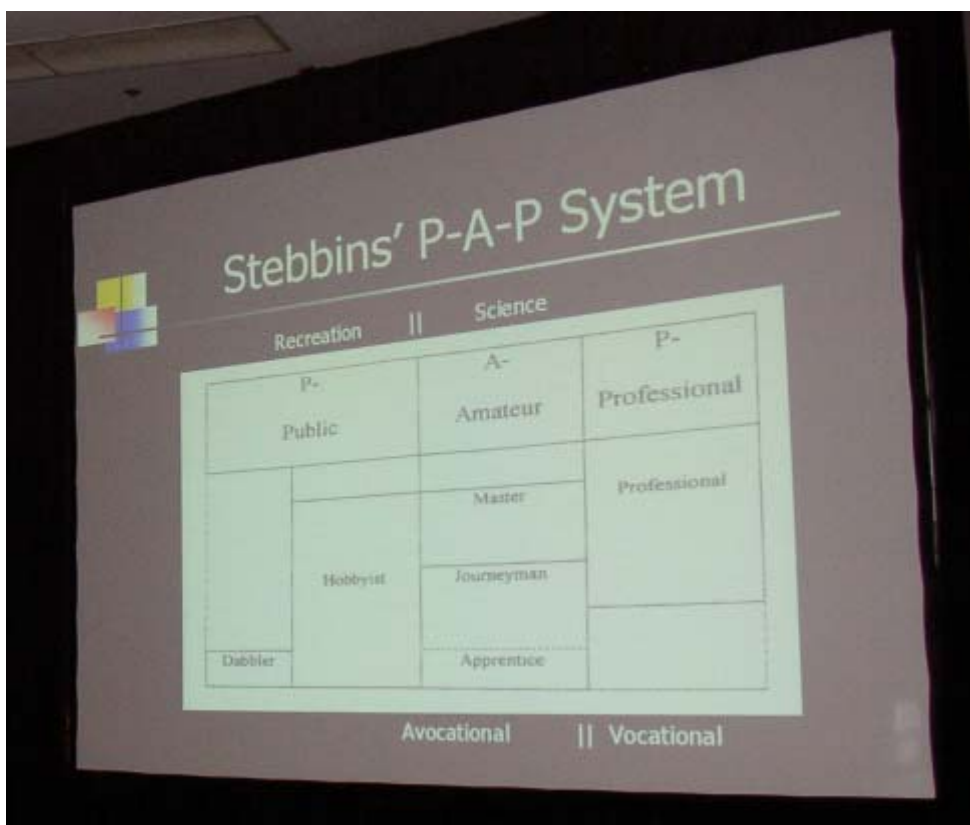 Stebbins' P-A-P System
Recreation || Science
P- A- P-
Public Amateur Professional
Professional
Master
Hobbyist Journeyman
Dabbler Apprentice
Avocational || Vocational